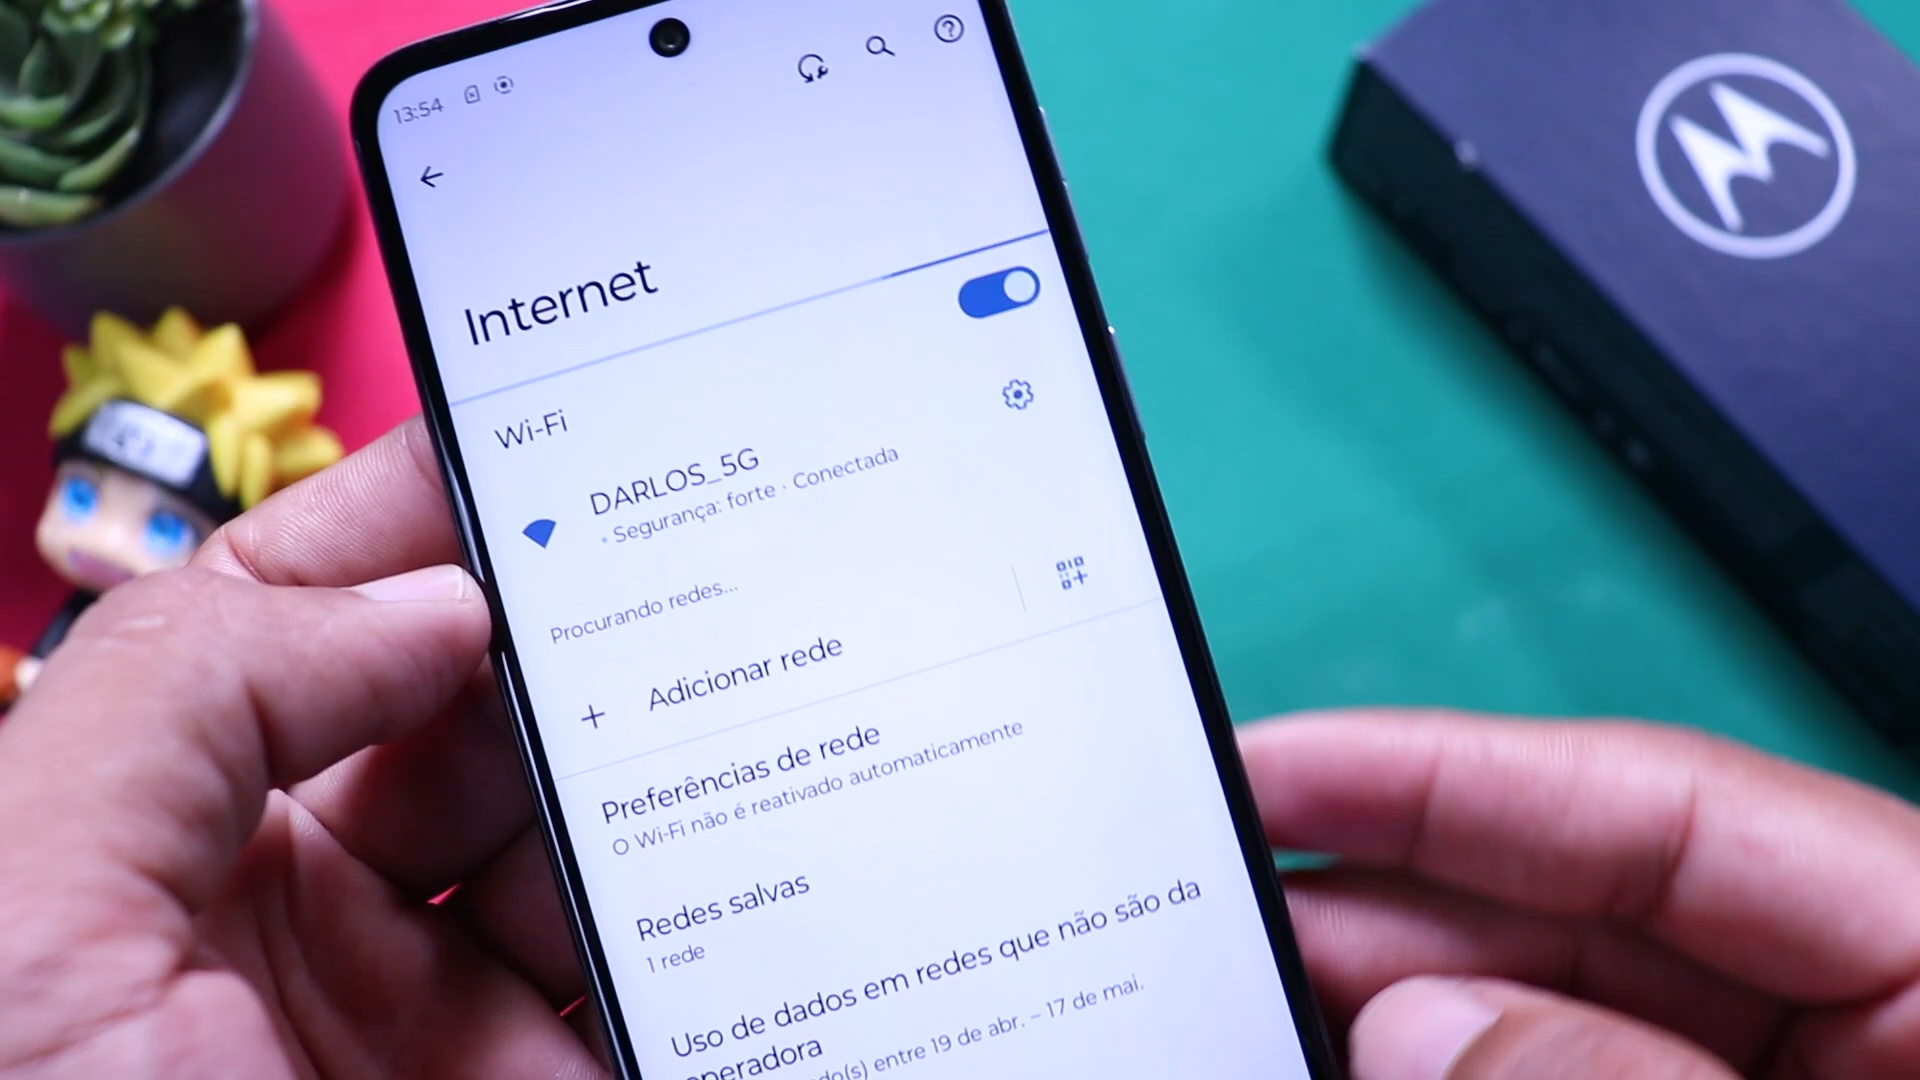 13:54
Internet
Wi-Fi
DARLOS_5G
Segurança: forte · Conectada
Procurando redes...
Adicionar rede
Preferências de rede
O Wi-Fi não é reativado automaticamente
Redes salvas
1 rede
Uso de dados em redes que não são da
operadora
entre 19 de abr. – 17 de mai.